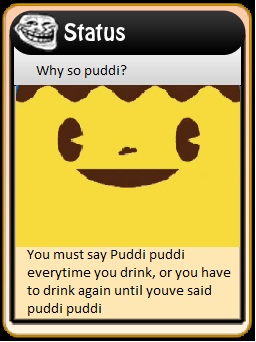 Status
Why so puddi?
You must say Puddi puddi
everytime you drink, or you have
to drink again until youve said
puddi puddi